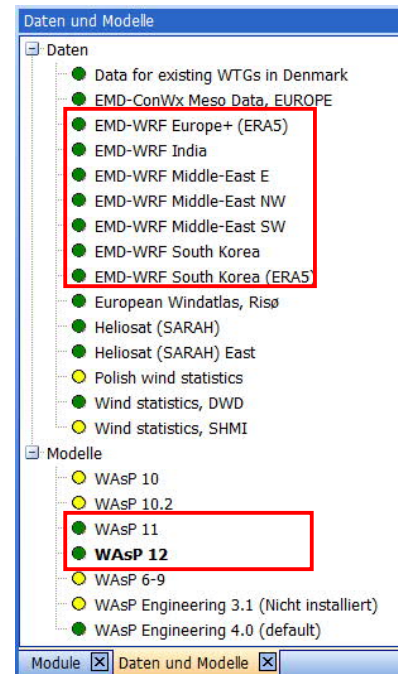 Daten und Modelle
Daten
Data for existing WTGs in Denmark
EMD-ConWx Meso Data, EUROPE
EMD-WRF Europe+ (ERA5)
EMD-WRF India
EMD-WRF Middle-East E
EMD-WRF Middle-East NW
EMD-WRF Middle-East SW
EMD-WRF South Korea
EMD-WRF South Korea (ERA5)
European Windatlas, Risø
Heliosat (SARAH)
Heliosat (SARAH) East
Polish wind statistics
Wind statistics, DWD
Wind statistics, SHMI
Modelle
WAsP 10
WAsP 10.2
WAsP 11
WAsP 12
WAsP 6-9
WAsP Engineering 3.1 (Nicht installiert)
WAsP Engineering 4.0 (default)
Module Daten und Modelle